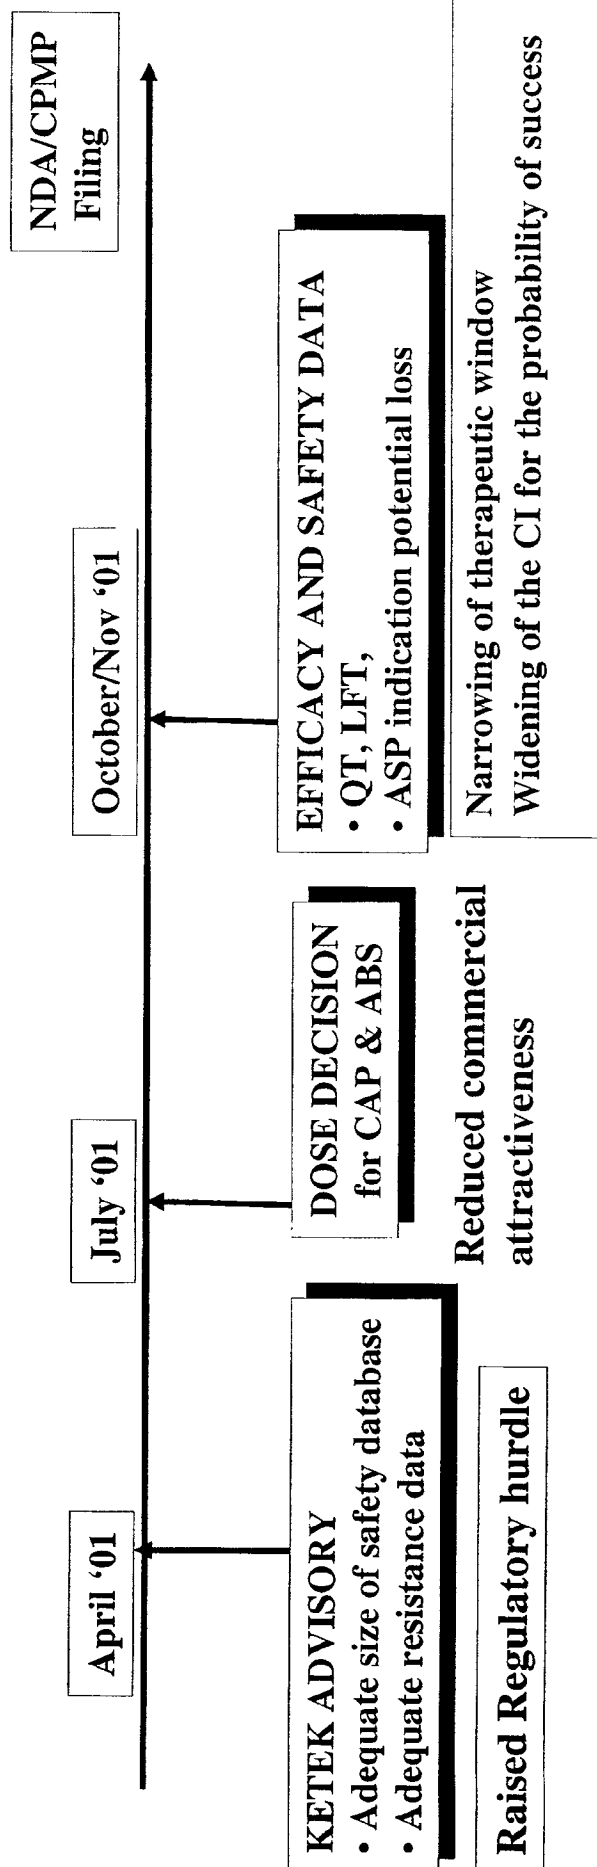 April ‘01
July ‘01
October/Nov ‘01
NDA/CPMP
Filing
KETEK ADVISORY
• Adequate size of safety database
• Adequate resistance data
Raised Regulatory hurdle
DOSE DECISION
for CAP & ABS
Reduced commercial
attractiveness
EFFICACY AND SAFETY DATA
• QT, LFT,
• ASP indication potential loss
Narrowing of therapeutic window
Widening of the CI for the probability of success